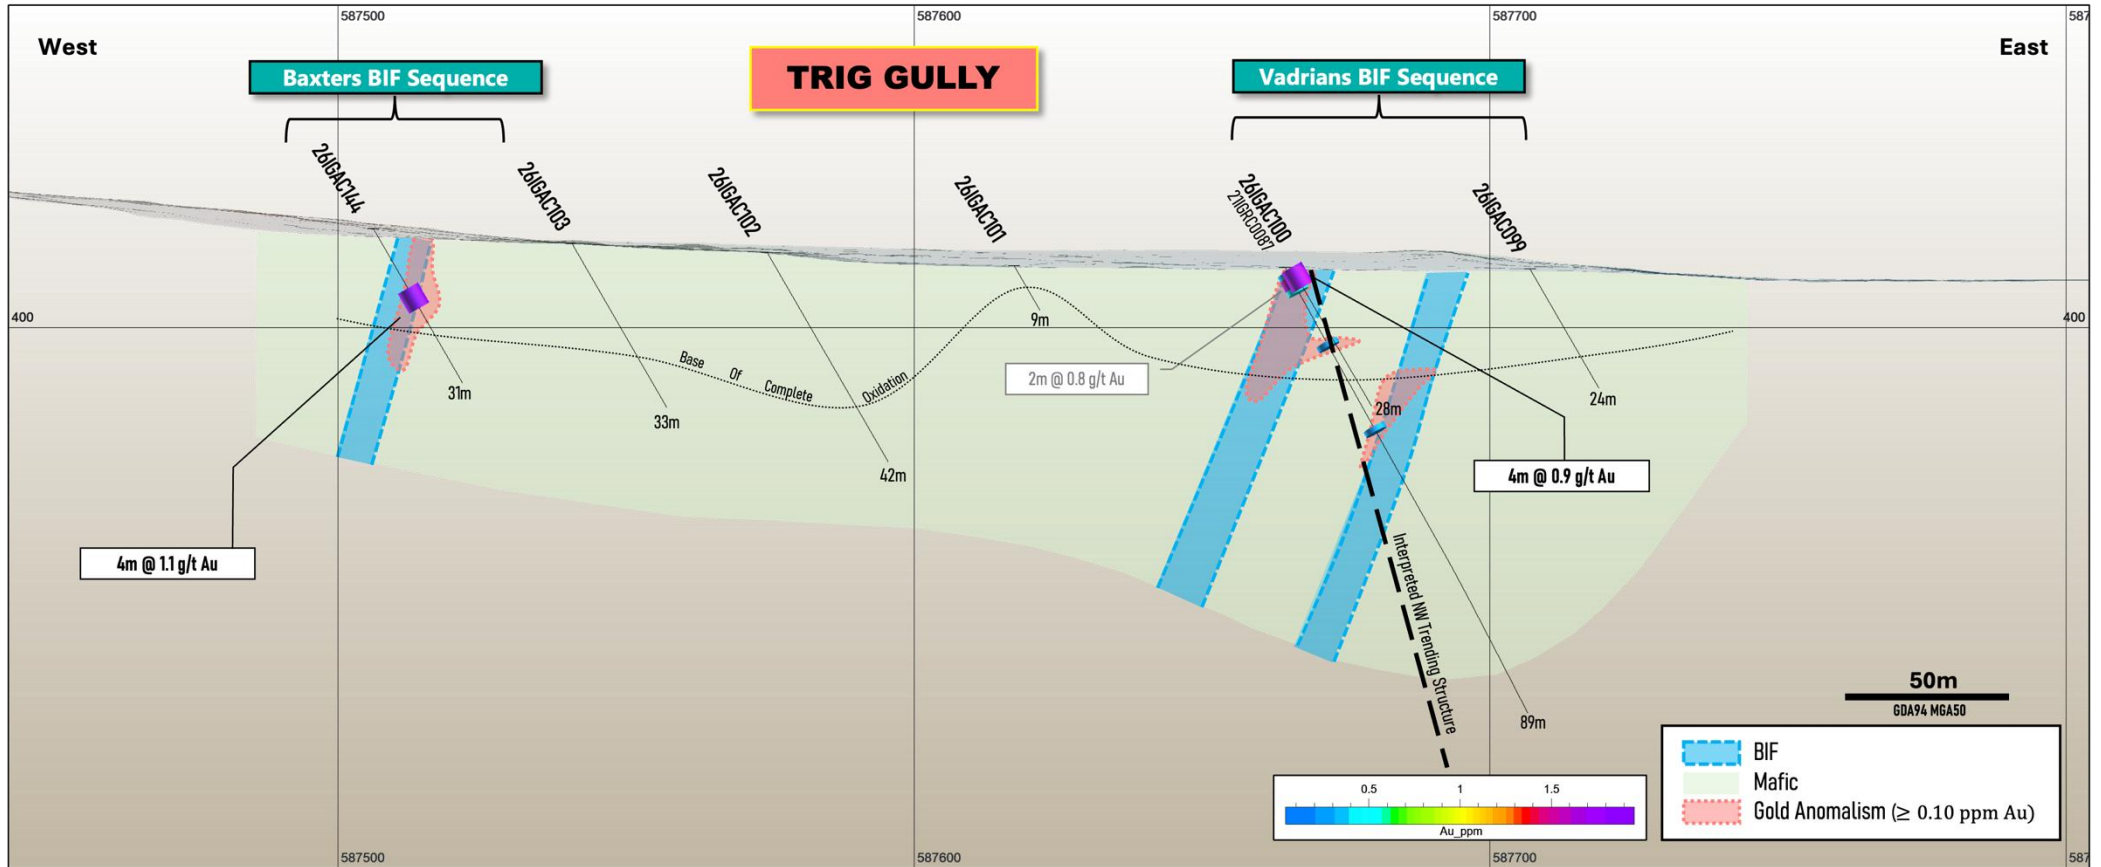 587500
587600
587700
587
West
East
Baxters BIF Sequence
TRIG GULLY
Vadrians BIF Sequence
26IGAC144
26IGAC103
26IGAC102
26IGAC101
26IGAC100
21IGRC0087
26IGAC099
400
400
9m
2m @ 0.8 g/t Au
Base Of Complete Oxidation
31m
33m
42m
28m
24m
4m @ 0.9 g/t Au
4m @ 1.1 g/t Au
Interpreted NW Trending Structure
89m
50m
GDA94 MGA50
BIF
Mafic
Gold Anomalism (≥ 0.10 ppm Au)
0.5
1
1.5
Au_ppm
587500
587600
587700
587